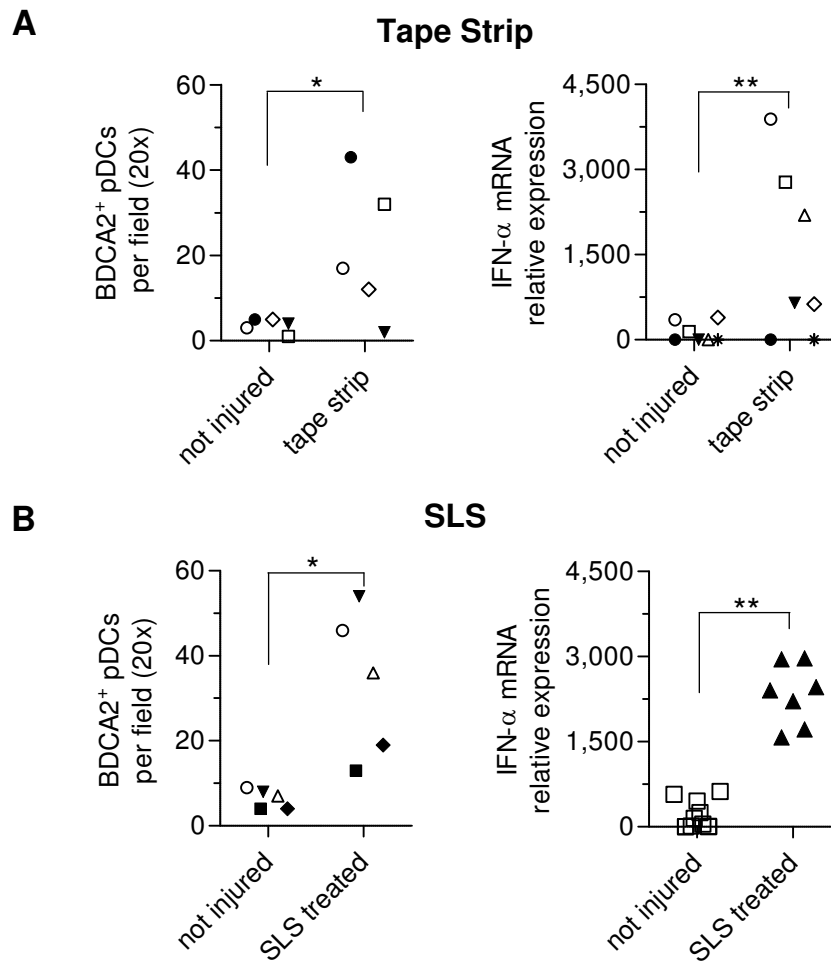 A
Tape Strip
BDCA2⁺ pDCs
per field (20x)
60
40
20
0
*
not injured
tape strip
IFN-α mRNA
relative expression
4,500
3,000
1,500
0
**
not injured
tape strip
B
SLS
BDCA2⁺ pDCs
per field (20x)
60
40
20
0
*
not injured
SLS treated
IFN-α mRNA
relative expression
4,500
3,000
1,500
0
**
not injured
SLS treated